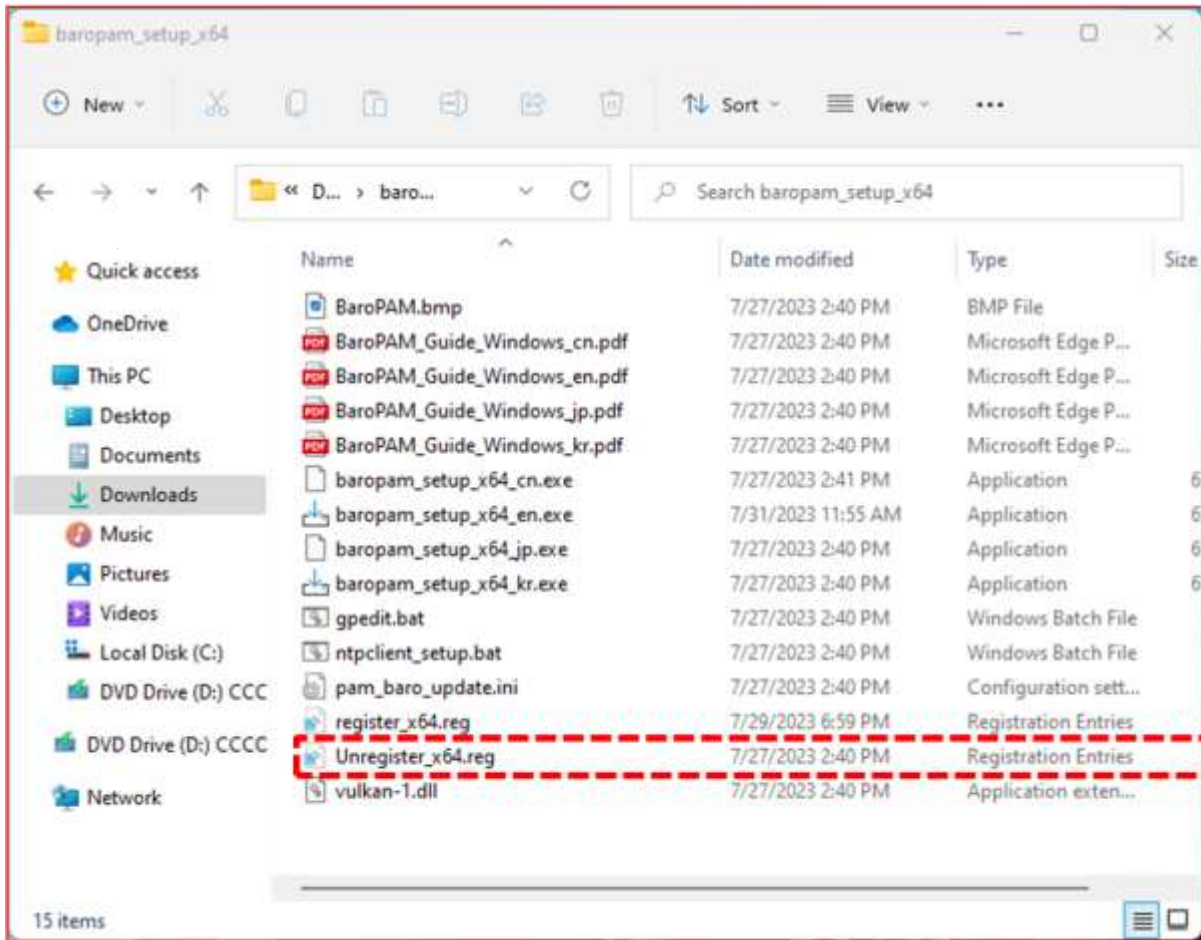 baropam_setup_x64
New Sort View
« D... > baro... Search baropam_setup_x64
Name Date modified Type Size
Quick access
OneDrive
This PC
Desktop
Documents
Downloads
Music
Pictures
Videos
Local Disk (C:)
DVD Drive (D:) CCC
DVD Drive (D:) CCCC
Network
BaroPAM.bmp 7/27/2023 2:40 PM BMP File
BaroPAM_Guide_Windows_cn.pdf 7/27/2023 2:40 PM Microsoft Edge P...
BaroPAM_Guide_Windows_en.pdf 7/27/2023 2:40 PM Microsoft Edge P...
BaroPAM_Guide_Windows_jp.pdf 7/27/2023 2:40 PM Microsoft Edge P...
BaroPAM_Guide_Windows_kr.pdf 7/27/2023 2:40 PM Microsoft Edge P...
baropam_setup_x64_cn.exe 7/27/2023 2:41 PM Application 6
baropam_setup_x64_en.exe 7/31/2023 11:55 AM Application 6
baropam_setup_x64_jp.exe 7/27/2023 2:40 PM Application 6
baropam_setup_x64_kr.exe 7/27/2023 2:40 PM Application 6
gpedit.bat 7/27/2023 2:40 PM Windows Batch File
ntpclient_setup.bat 7/27/2023 2:40 PM Windows Batch File
pam_baro_update.ini 7/27/2023 2:40 PM Configuration sett...
register_x64.reg 7/29/2023 6:59 PM Registration Entries
Unregister_x64.reg 7/27/2023 2:40 PM Registration Entries
vulkan-1.dll 7/27/2023 2:40 PM Application exten...
15 items